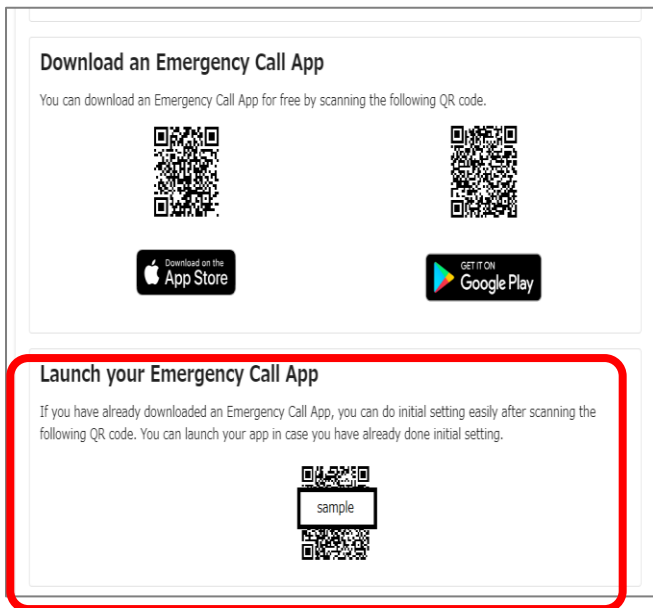 Download an Emergency Call App
You can download an Emergency Call App for free by scanning the following QR code.
Download on the
App Store
GET IT ON
Google Play
Launch your Emergency Call App
If you have already downloaded an Emergency Call App, you can do initial setting easily after scanning the
following QR code. You can launch your app in case you have already done initial setting.
sample